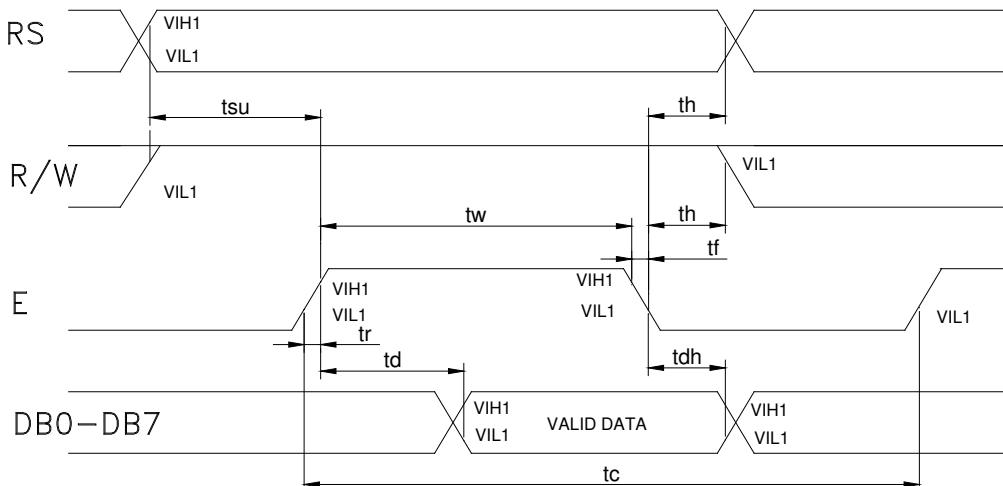 RS
VIH1
VIL1
tsu
th
R/W
VIL1
VIL1
tw
th
tf
E
VIH1
VIL1
VIH1
VIL1
VIL1
tr
td
tdh
DB0-DB7
VIH1
VIL1
VALID DATA
VIH1
VIL1
tc